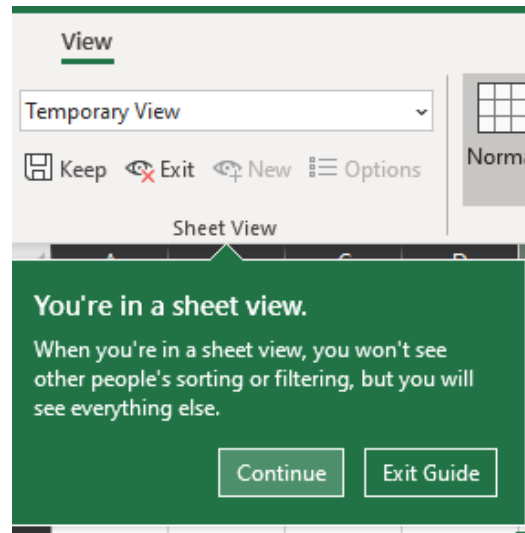 View
Temporary View
Keep Exit New Options
Sheet View
You're in a sheet view.
When you're in a sheet view, you won't see
other people's sorting or filtering, but you will
see everything else.
Continue Exit Guide